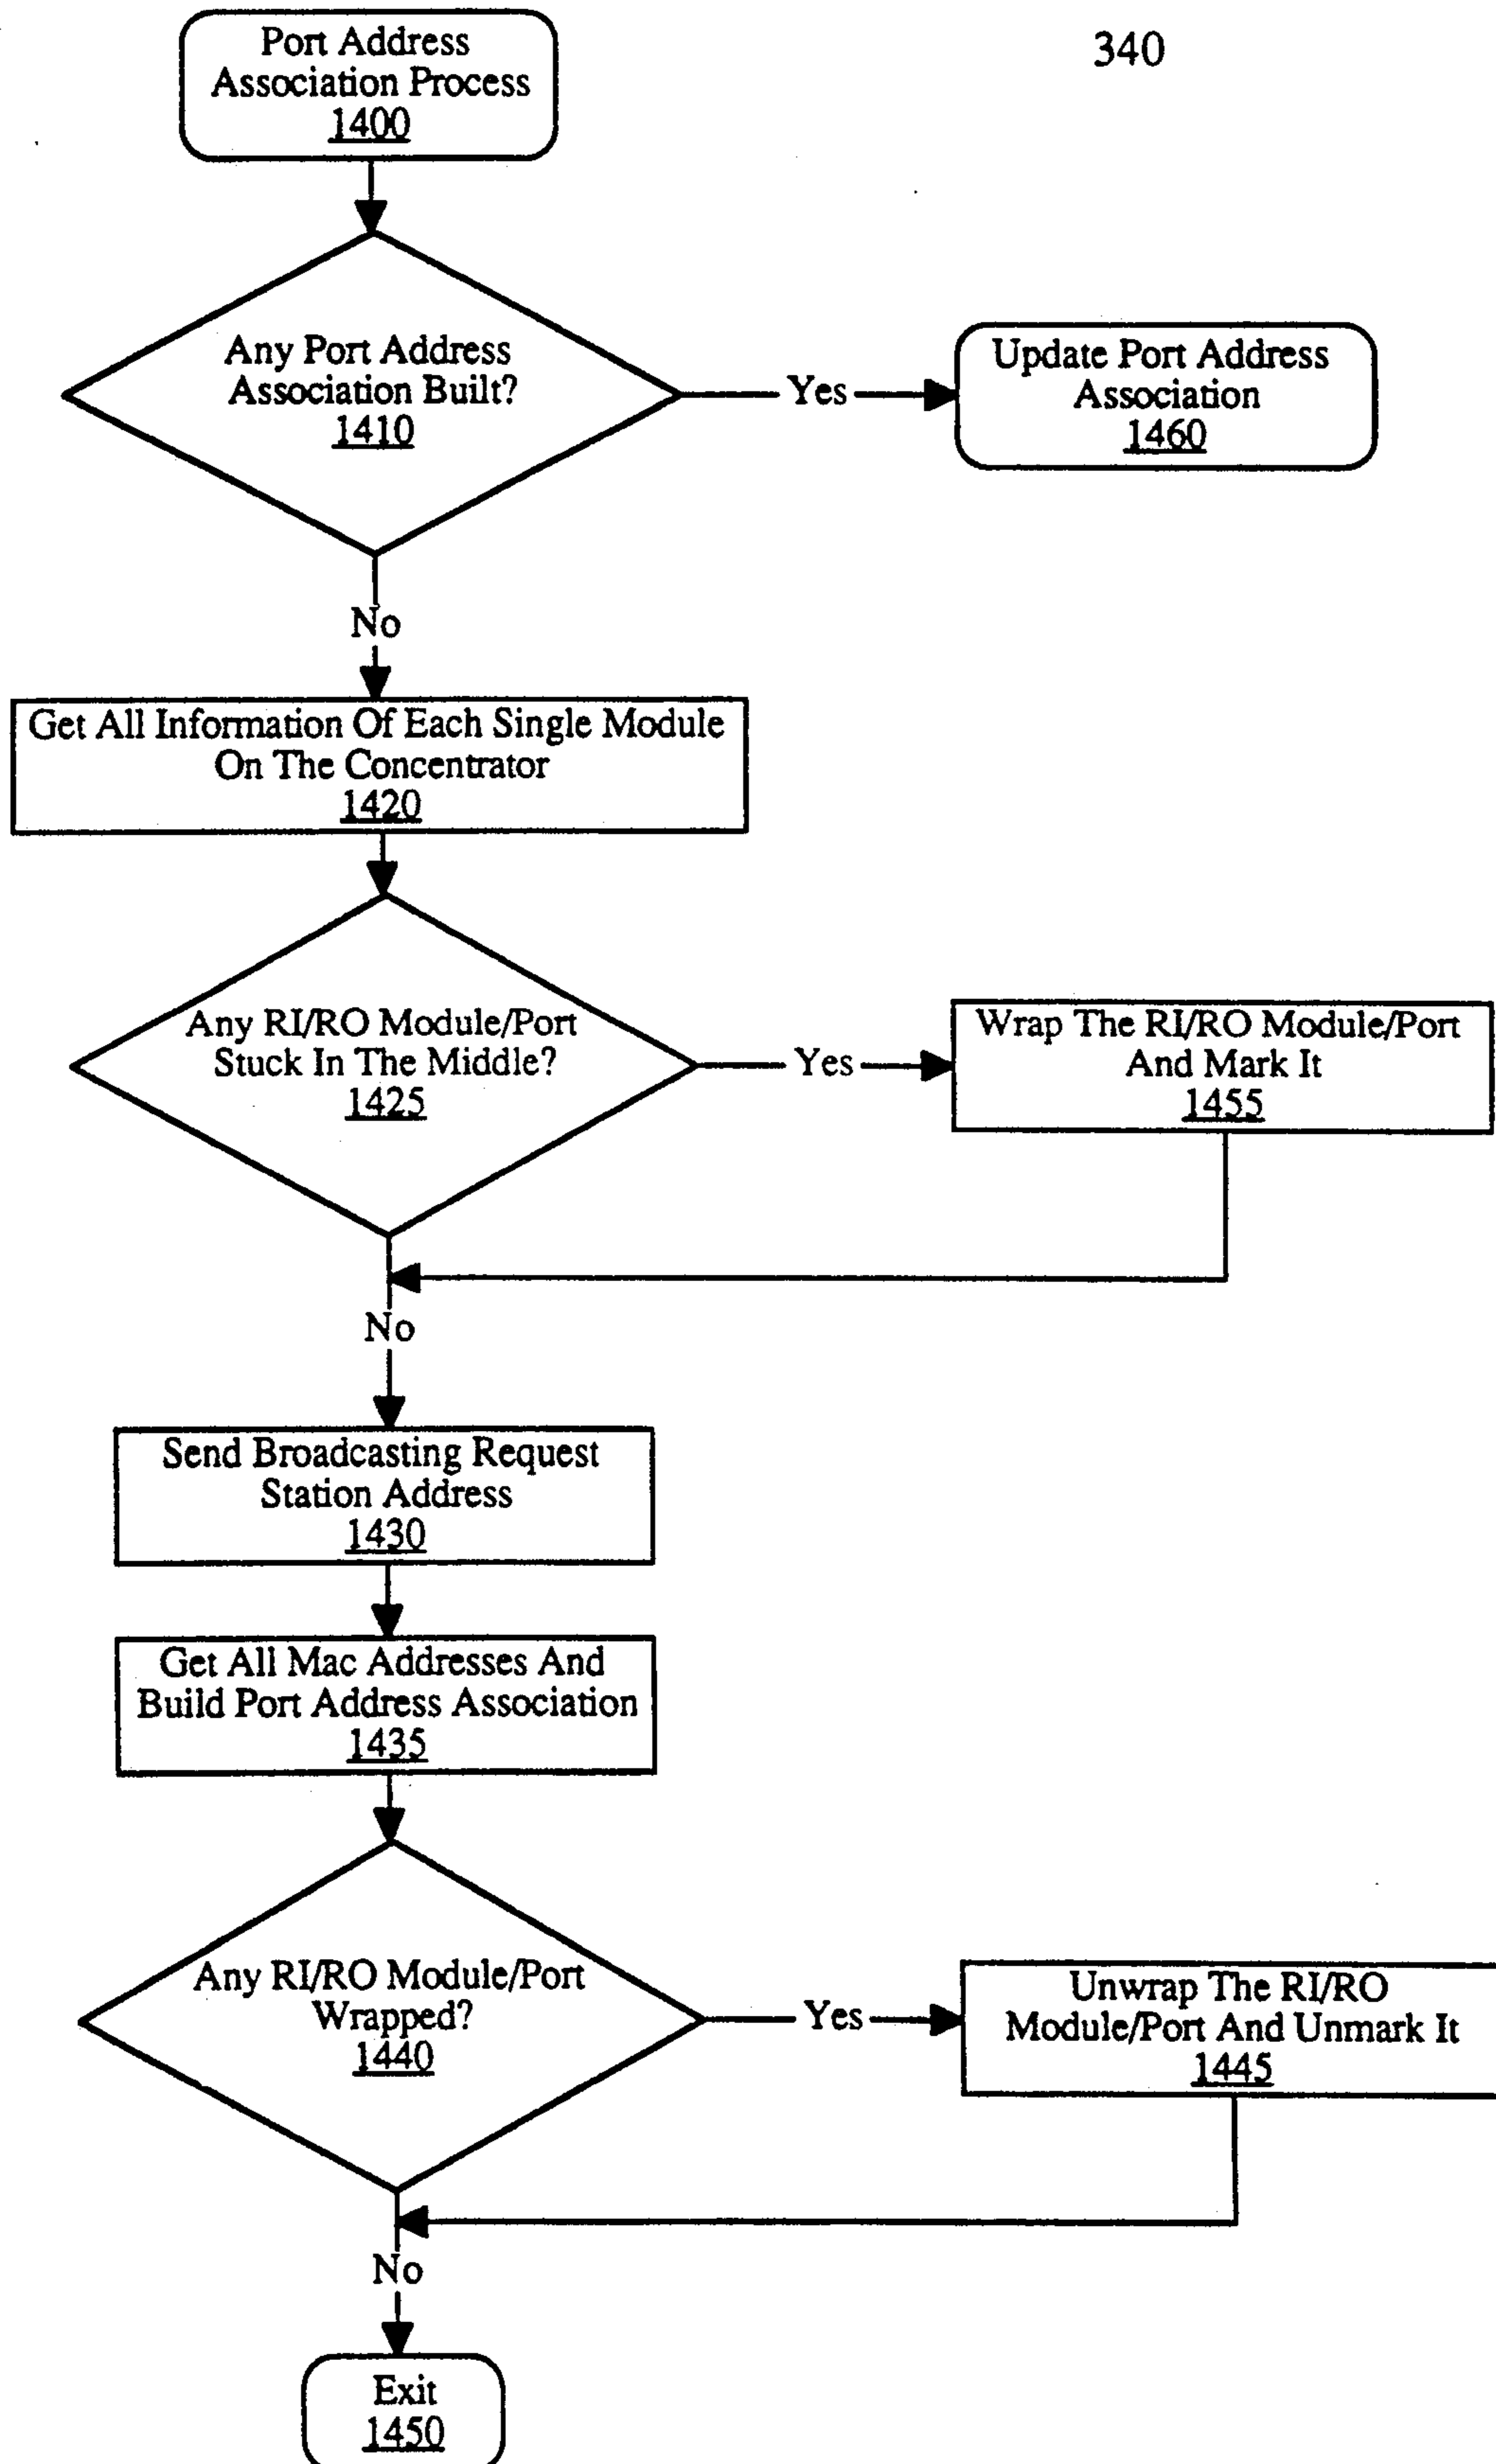 340
Port Address
Association Process
1400
Any Port Address
Association Built?
1410
Yes
Update Port Address
Association
1460
No
Get All Information Of Each Single Module
On The Concentrator
1420
Any RI/RO Module/Port
Stuck In The Middle?
1425
Yes
Wrap The RI/RO Module/Port
And Mark It
1455
No
Send Broadcasting Request
Station Address
1430
Get All Mac Addresses And
Build Port Address Association
1435
Any RI/RO Module/Port
Wrapped?
1440
Yes
Unwrap The RI/RO
Module/Port And Unmark It
1445
No
Exit
1450